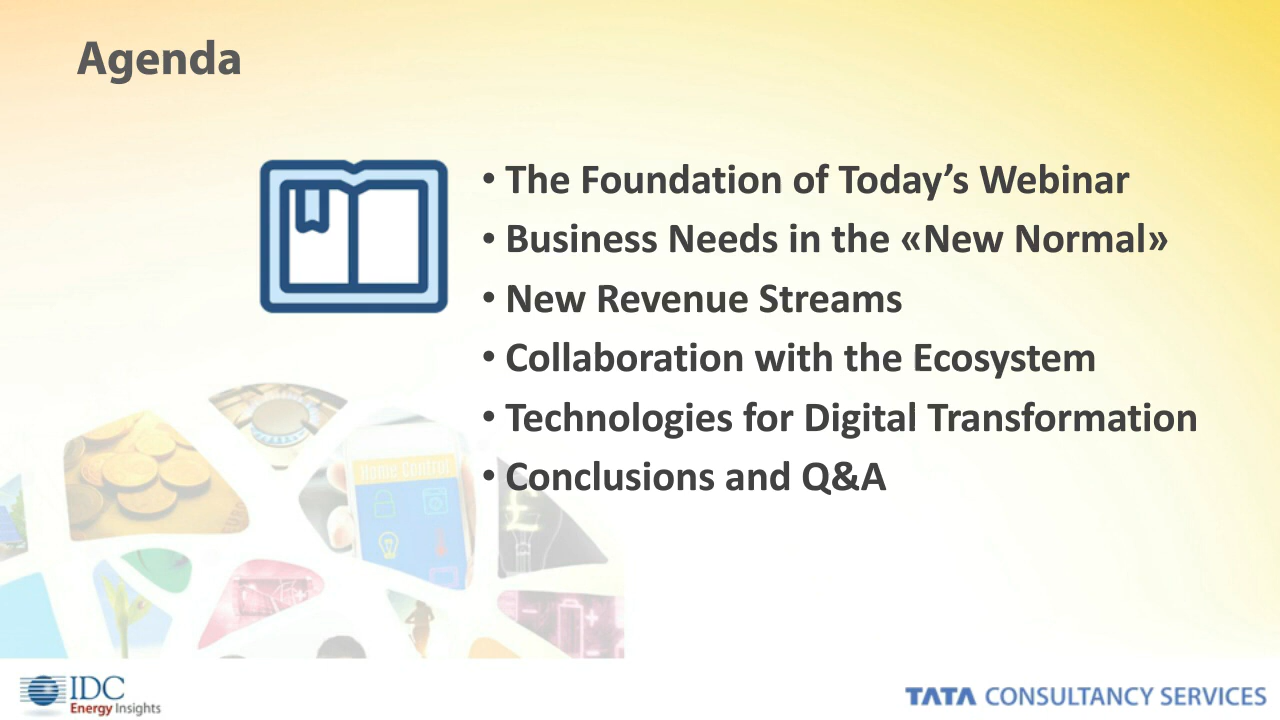 Agenda
• The Foundation of Today’s Webinar
• Business Needs in the «New Normal»
• New Revenue Streams
• Collaboration with the Ecosystem
• Technologies for Digital Transformation
• Conclusions and Q&A
Home Control
£
IDC
Energy Insights
TATA CONSULTANCY SERVICES